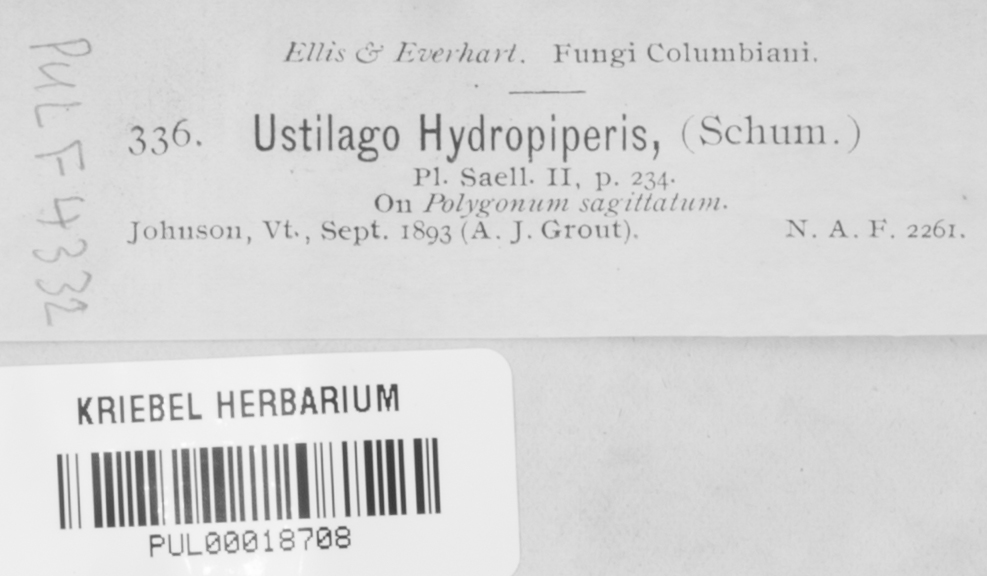 Ellis & Everhart. Fungi Columbiani.
336. Ustilago Hydropiperis, (Schum.)
Pl. Saell. II, p. 234.
On Polygonum sagittatum.
Johnson, Vt., Sept. 1893 (A. J. Grout). N. A. F. 2261.
PUL F 4332
KRIEBEL HERBARIUM
PUL00018708